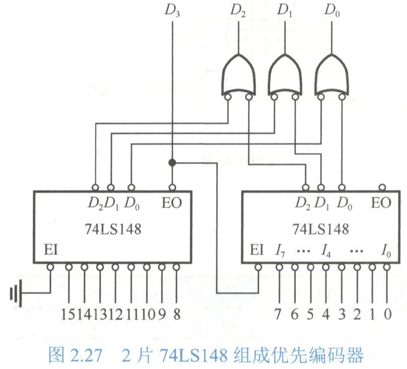 D₃ D₂ D₁ D₀
D₂ D₁ D₀ EO
74LS148
EI
15 14 13 12 11 10 9 8
D₂ D₁ D₀ EO
74LS148
EI I₇ ··· I₄ ··· I₀
7 6 5 4 3 2 1 0
图 2.27 2 片 74LS148 组成优先编码器